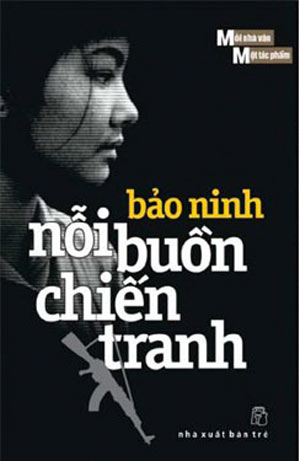 Mỗi nhà văn
Một tác phẩm
bảo ninh
nỗi buồn
chiến
tranh
nhà xuất bản trẻ